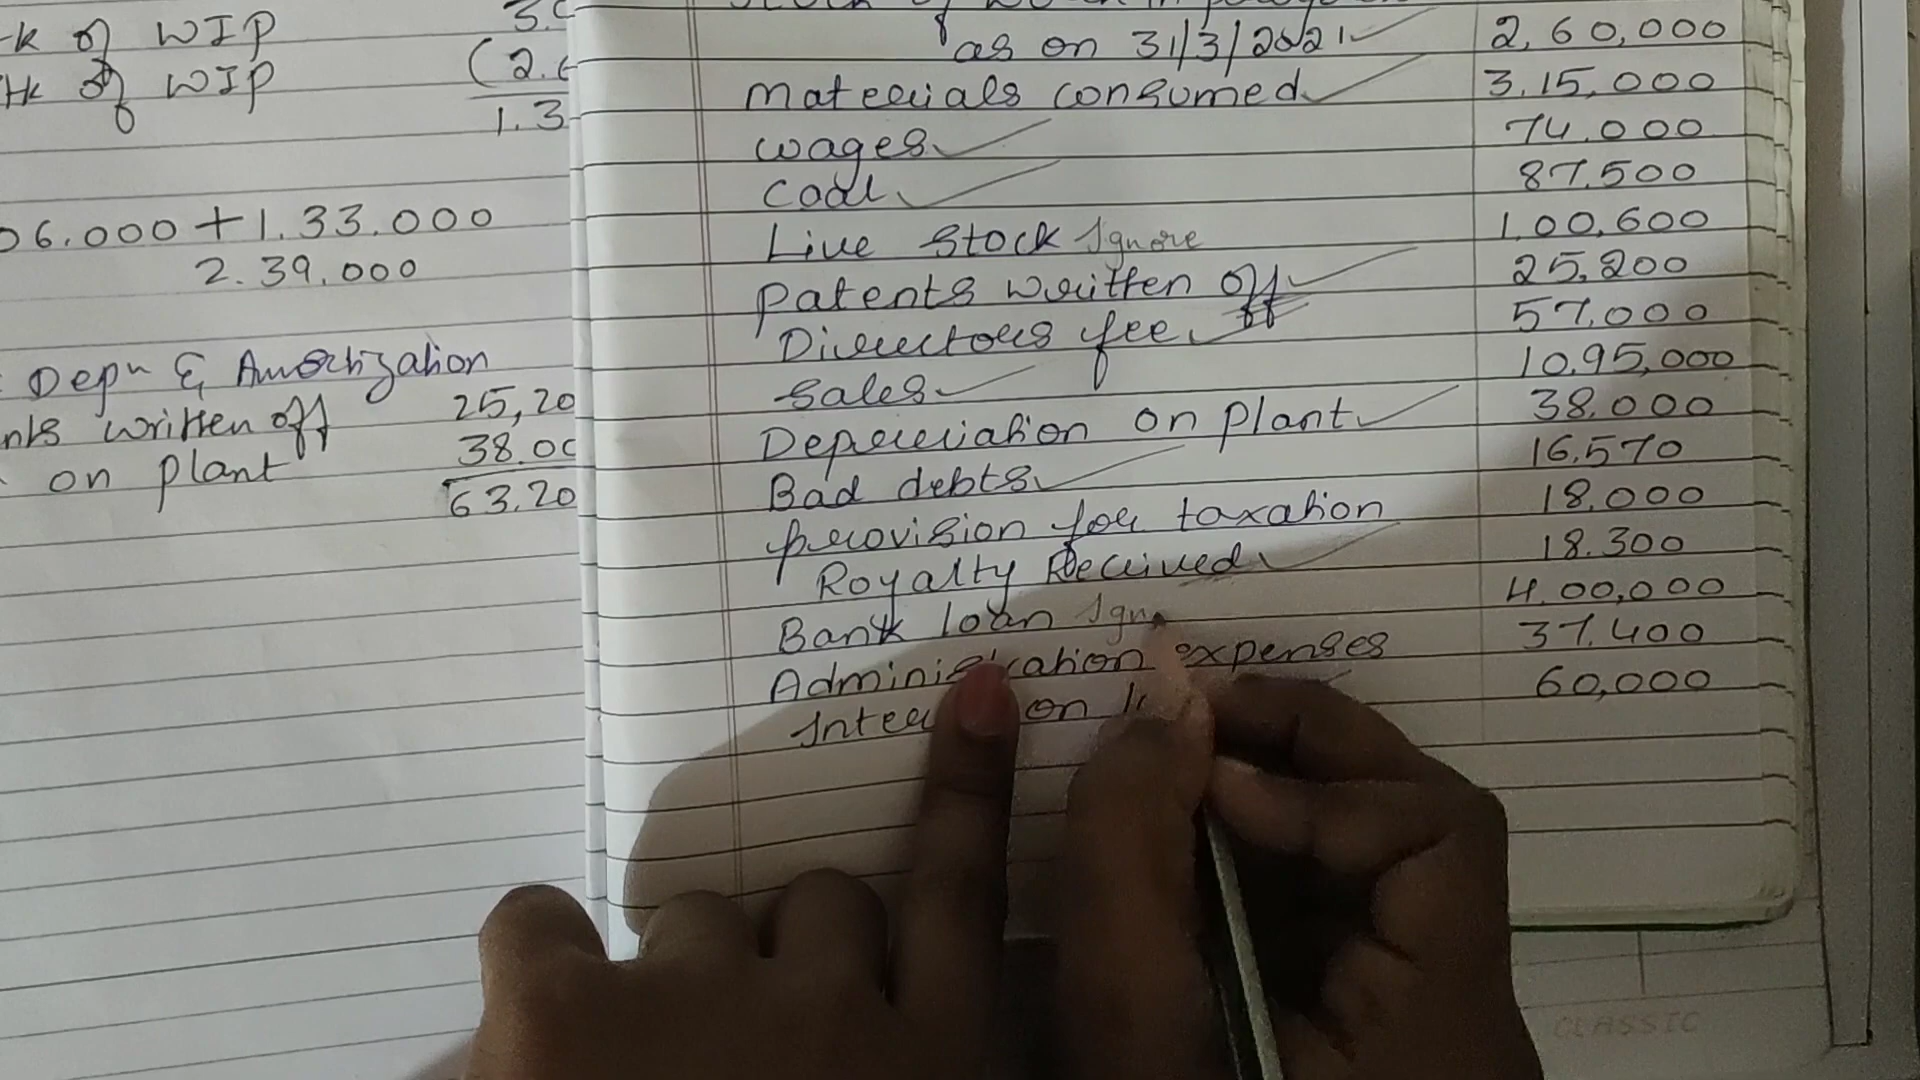 k of WIP 3.0
k of WIP (2.6
1.3
06.000 + 1.33.000
2.39.000
Depn & Amortization
nts written off 25,20
on plant 38.00
63.20
as on 31/3/2021 2,60,000
materials consumed 3,15,000
wages 74.000
coal 87.500
Live stock Ignore 1,00,600
patents written off 25,200
Directors fee 57.000
sales 10,95,000
Depreciation on plant 38.000
Bad debts 16.570
provision for taxation 18.000
Royalty Received 18.300
Bank loan Ign 4.00,000
Administration expenses 37.400
on 60,000
CLASSIC